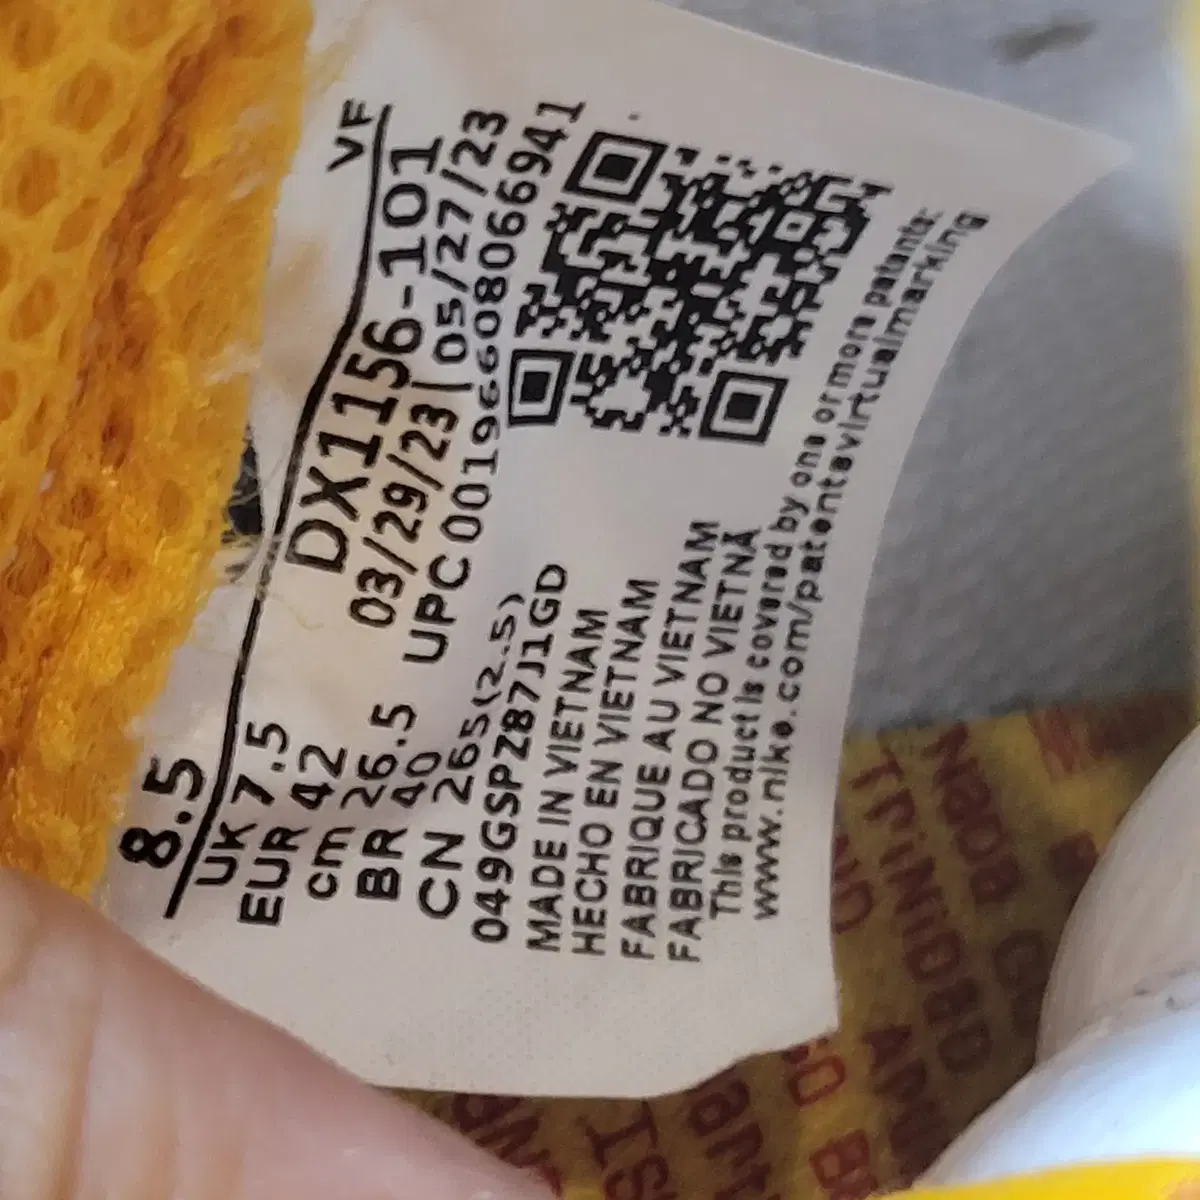 8.5 VF
UK 7.5
EUR 42 DX1156-101
cm 26.5 03/29/23|05/27/23
BR 40 UPC 00196608066941
CN 265(2.5)
049GSPZ87J1GD
MADE IN VIETNAM
HECHO EN VIETNAM
FABRIQUE AU VIETNAM
FABRICADO NO VIETNÃ
This product is covered by one or more patents:
www.nike.com/patentsvirtualmarking
TriNiDaD